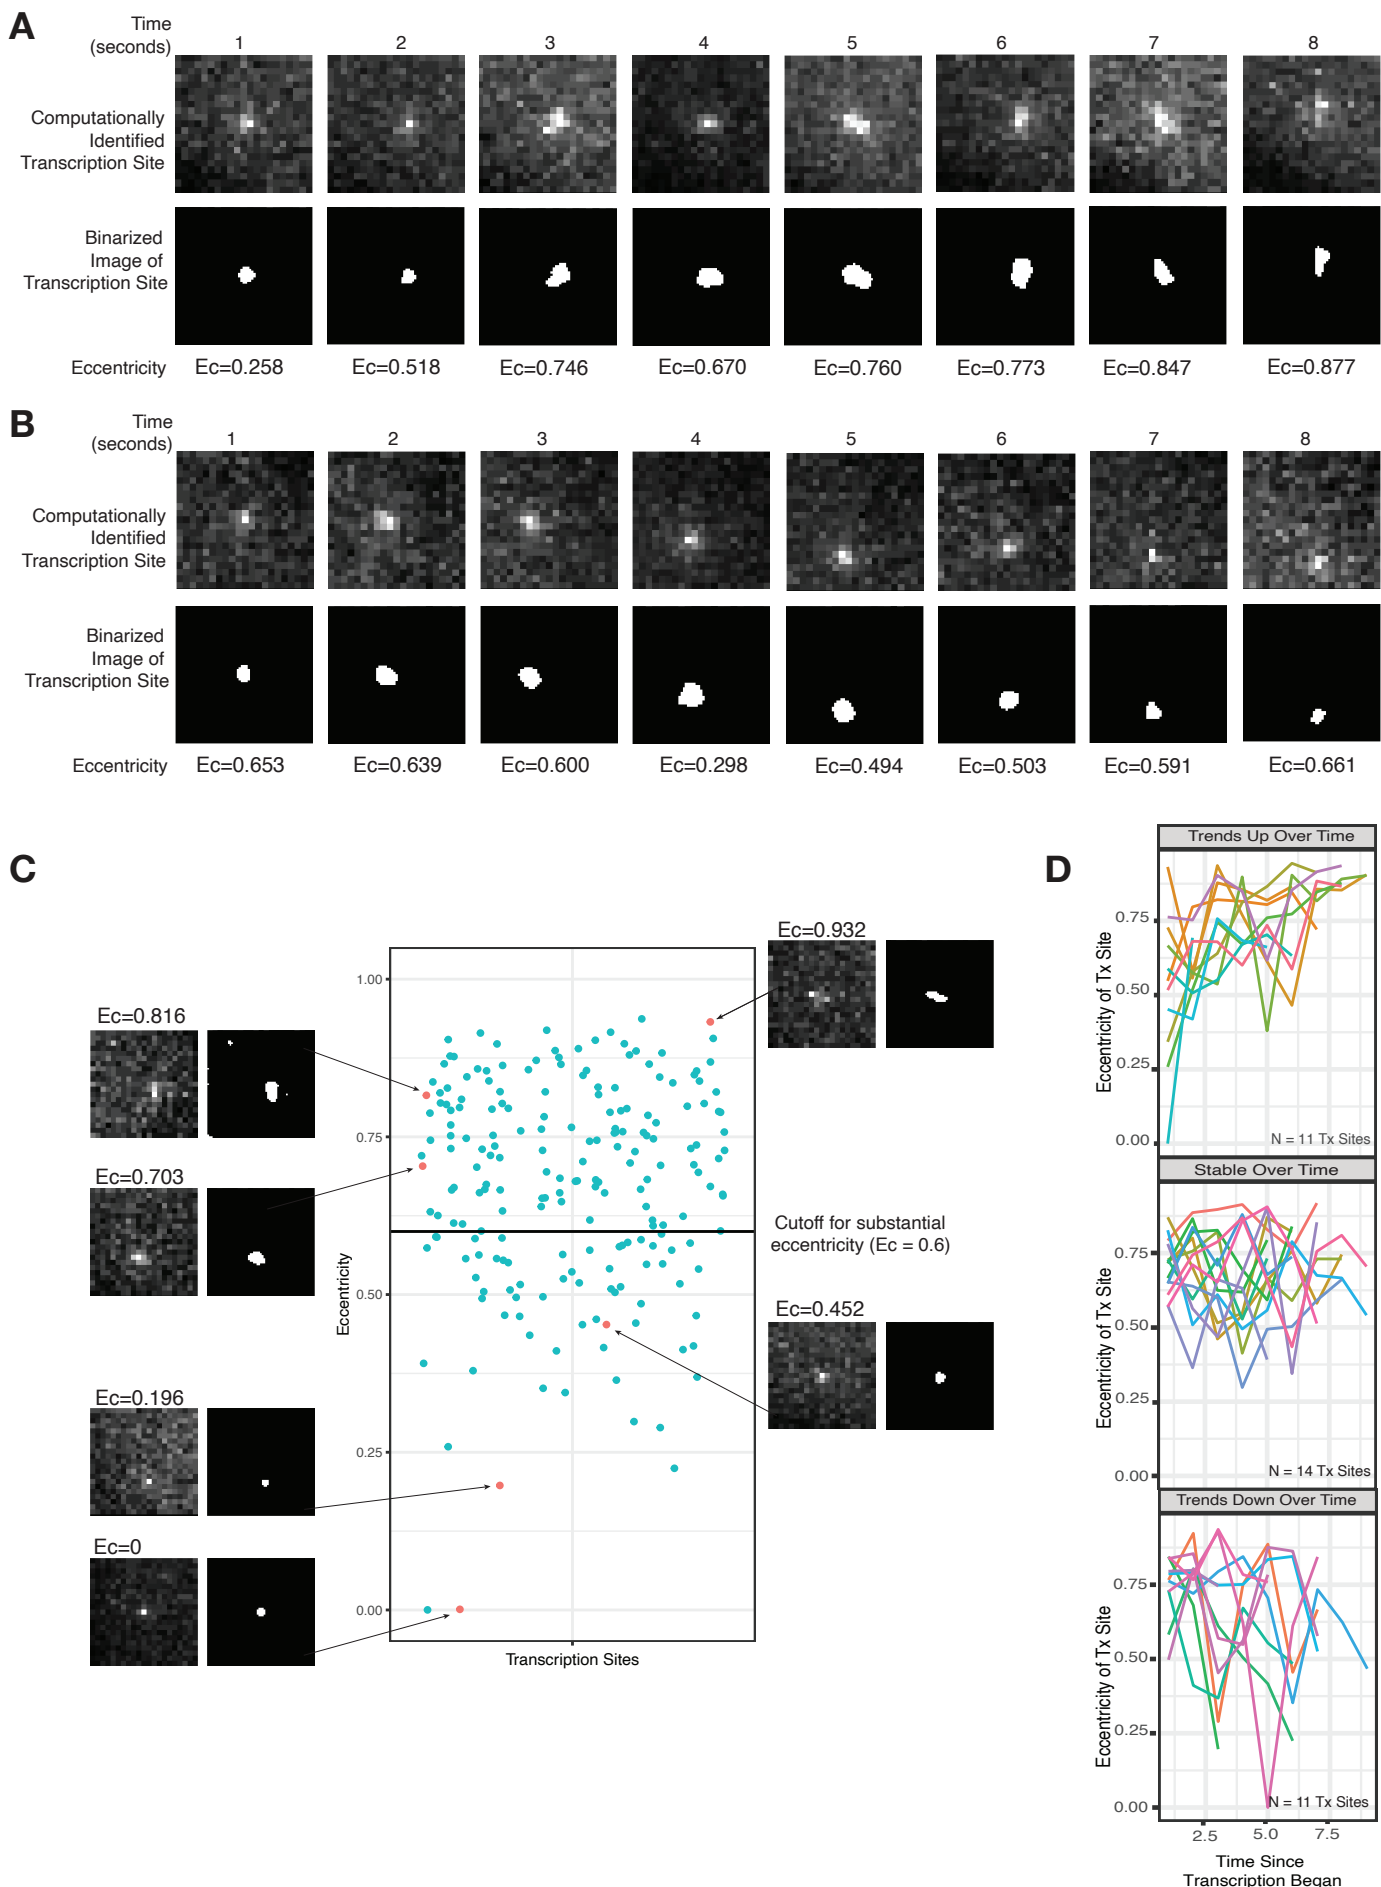 A
Time
(seconds)
1 2 3 4 5 6 7 8
Computationally
Identified
Transcription Site
Binarized
Image of
Transcription Site
Eccentricity
Ec=0.258 Ec=0.518 Ec=0.746 Ec=0.670 Ec=0.760 Ec=0.773 Ec=0.847 Ec=0.877
B
Time
(seconds)
1 2 3 4 5 6 7 8
Computationally
Identified
Transcription Site
Binarized
Image of
Transcription Site
Eccentricity
Ec=0.653 Ec=0.639 Ec=0.600 Ec=0.298 Ec=0.494 Ec=0.503 Ec=0.591 Ec=0.661
C
Ec=0.816
Ec=0.703
Ec=0.196
Ec=0
Eccentricity
1.00
0.75
0.50
0.25
0.00
Transcription Sites
Ec=0.932
Cutoff for substantial
eccentricity (Ec = 0.6)
Ec=0.452
D
Trends Up Over Time
Eccentricity of Tx Site
0.75
0.50
0.25
0.00
N = 11 Tx Sites
Stable Over Time
Eccentricity of Tx Site
0.75
0.50
0.25
0.00
N = 14 Tx Sites
Trends Down Over Time
Eccentricity of Tx Site
0.75
0.50
0.25
0.00
N = 11 Tx Sites
2.5 5.0 7.5
Time Since
Transcription Began